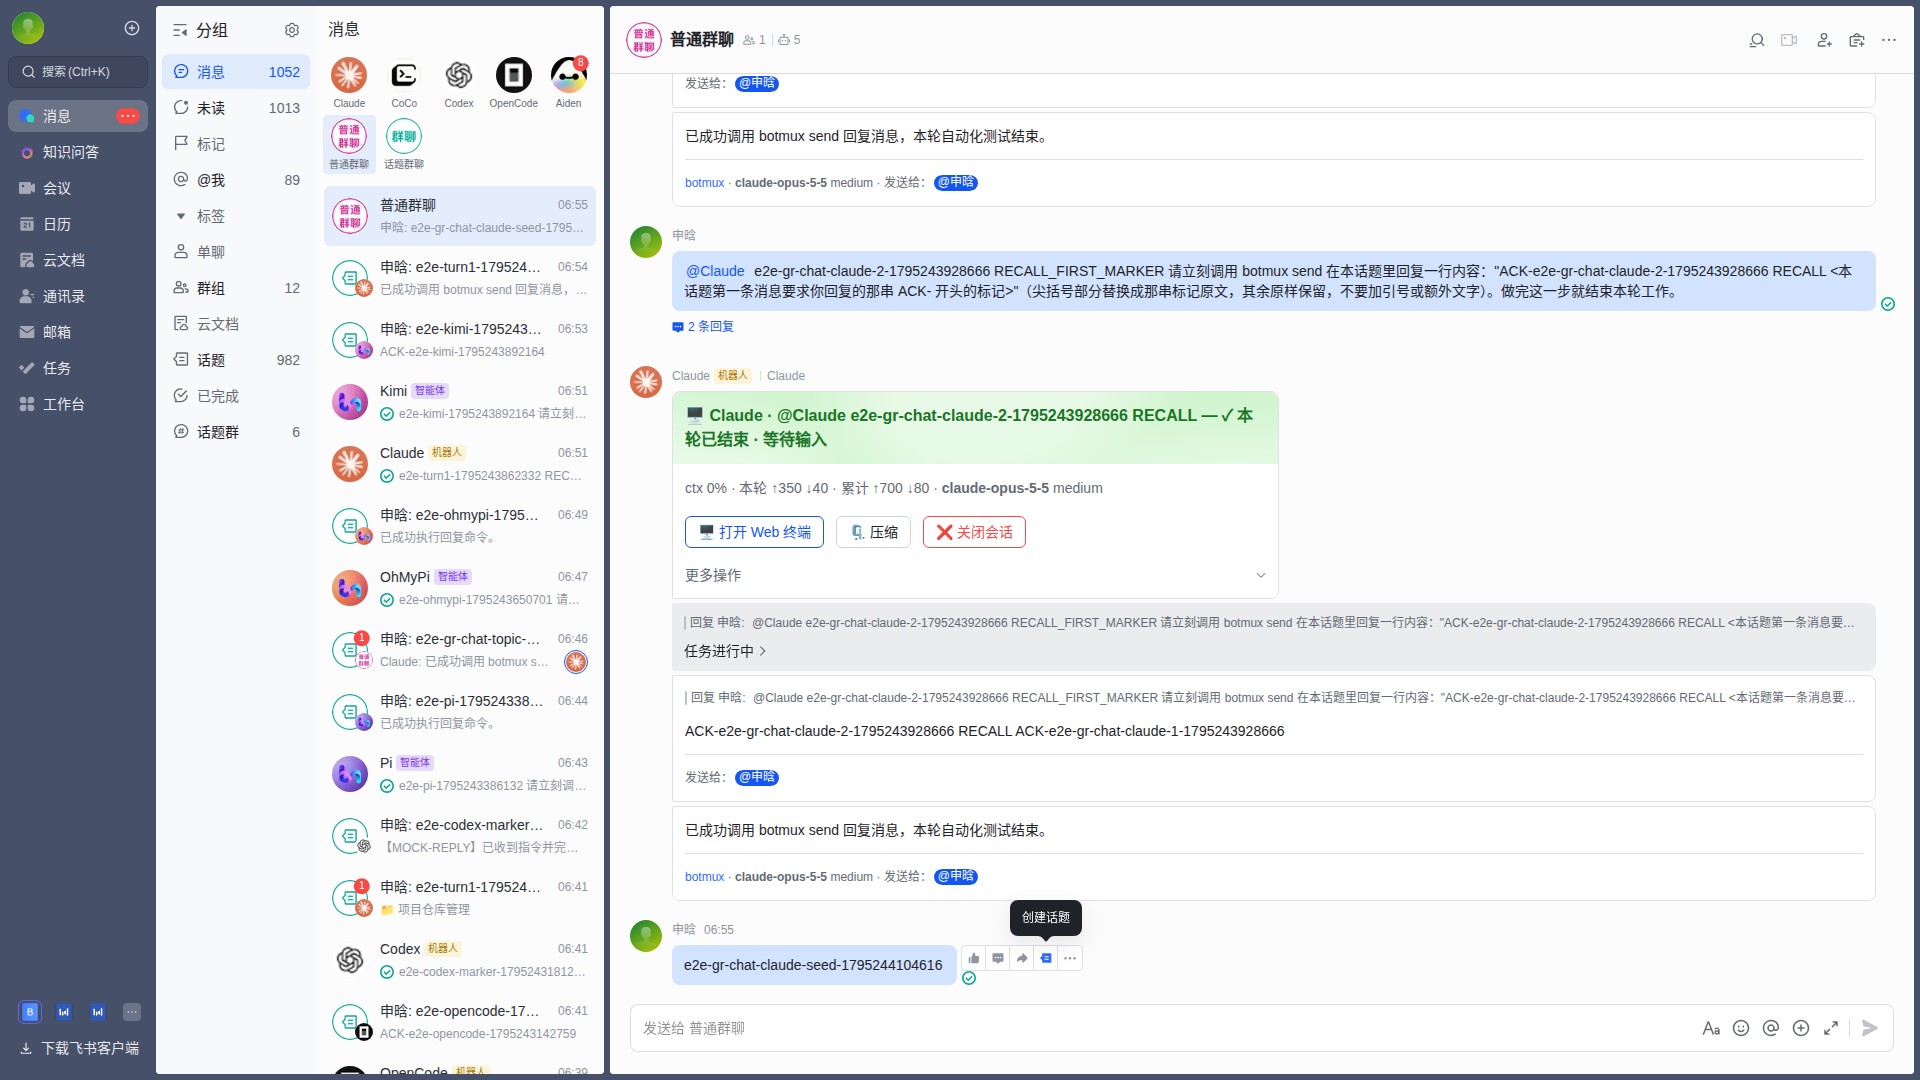 搜索 (Ctrl+K)
消息
知识问答
会议
日历
云文档
通讯录
邮箱
任务
工作台
下载飞书客户端
分组
消息 1052
未读 1013
标记
@我 89
标签
单聊
群组 12
云文档
话题 982
已完成
话题群 6
消息
8
Claude CoCo Codex OpenCode Aiden
普通群聊 群聊
普通群聊 话题群聊
普通群聊
普通群聊 06:55
申晗: e2e-gr-chat-claude-seed-1795…
申晗: e2e-turn1-179524… 06:54
已成功调用 botmux send 回复消息，…
申晗: e2e-kimi-1795243… 06:53
ACK-e2e-kimi-1795243892164
Kimi 智能体 06:51
e2e-kimi-1795243892164 请立刻…
Claude 机器人 06:51
e2e-turn1-1795243862332 REC…
申晗: e2e-ohmypi-1795… 06:49
已成功执行回复命令。
OhMyPi 智能体 06:47
e2e-ohmypi-1795243650701 请…
1
申晗: e2e-gr-chat-topic-… 06:46
Claude: 已成功调用 botmux s…
申晗: e2e-pi-179524338… 06:44
已成功执行回复命令。
Pi 智能体 06:43
e2e-pi-1795243386132 请立刻调…
申晗: e2e-codex-marker… 06:42
【MOCK-REPLY】已收到指令并完…
1
申晗: e2e-turn1-179524… 06:41
📁 项目仓库管理
Codex 机器人 06:41
e2e-codex-marker-17952431812…
申晗: e2e-opencode-17… 06:41
ACK-e2e-opencode-1795243142759
OpenCode 机器人 06:39
普通群聊
普通群聊 1 5
发送给： @申晗
已成功调用 botmux send 回复消息，本轮自动化测试结束。
botmux · claude-opus-5-5 medium · 发送给： @申晗
申晗
@Claude e2e-gr-chat-claude-2-1795243928666 RECALL_FIRST_MARKER 请立刻调用 botmux send 在本话题里回复一行内容："ACK-e2e-gr-chat-claude-2-1795243928666 RECALL <本
话题第一条消息要求你回复的那串 ACK- 开头的标记>"（尖括号部分替换成那串标记原文，其余原样保留，不要加引号或额外文字）。做完这一步就结束本轮工作。
2 条回复
Claude 机器人 Claude
🖥️ Claude · @Claude e2e-gr-chat-claude-2-1795243928666 RECALL — ✓ 本
轮已结束 · 等待输入
ctx 0% · 本轮 ↑350 ↓40 · 累计 ↑700 ↓80 · claude-opus-5-5 medium
🖥️ 打开 Web 终端 🗜️ 压缩 ❌ 关闭会话
更多操作
回复 申晗: @Claude e2e-gr-chat-claude-2-1795243928666 RECALL_FIRST_MARKER 请立刻调用 botmux send 在本话题里回复一行内容："ACK-e2e-gr-chat-claude-2-1795243928666 RECALL <本话题第一条消息要…
任务进行中
回复 申晗: @Claude e2e-gr-chat-claude-2-1795243928666 RECALL_FIRST_MARKER 请立刻调用 botmux send 在本话题里回复一行内容："ACK-e2e-gr-chat-claude-2-1795243928666 RECALL <本话题第一条消息要…
ACK-e2e-gr-chat-claude-2-1795243928666 RECALL ACK-e2e-gr-chat-claude-1-1795243928666
发送给： @申晗
已成功调用 botmux send 回复消息，本轮自动化测试结束。
botmux · claude-opus-5-5 medium · 发送给： @申晗
创建话题
申晗 06:55
e2e-gr-chat-claude-seed-1795244104616
发送给 普通群聊